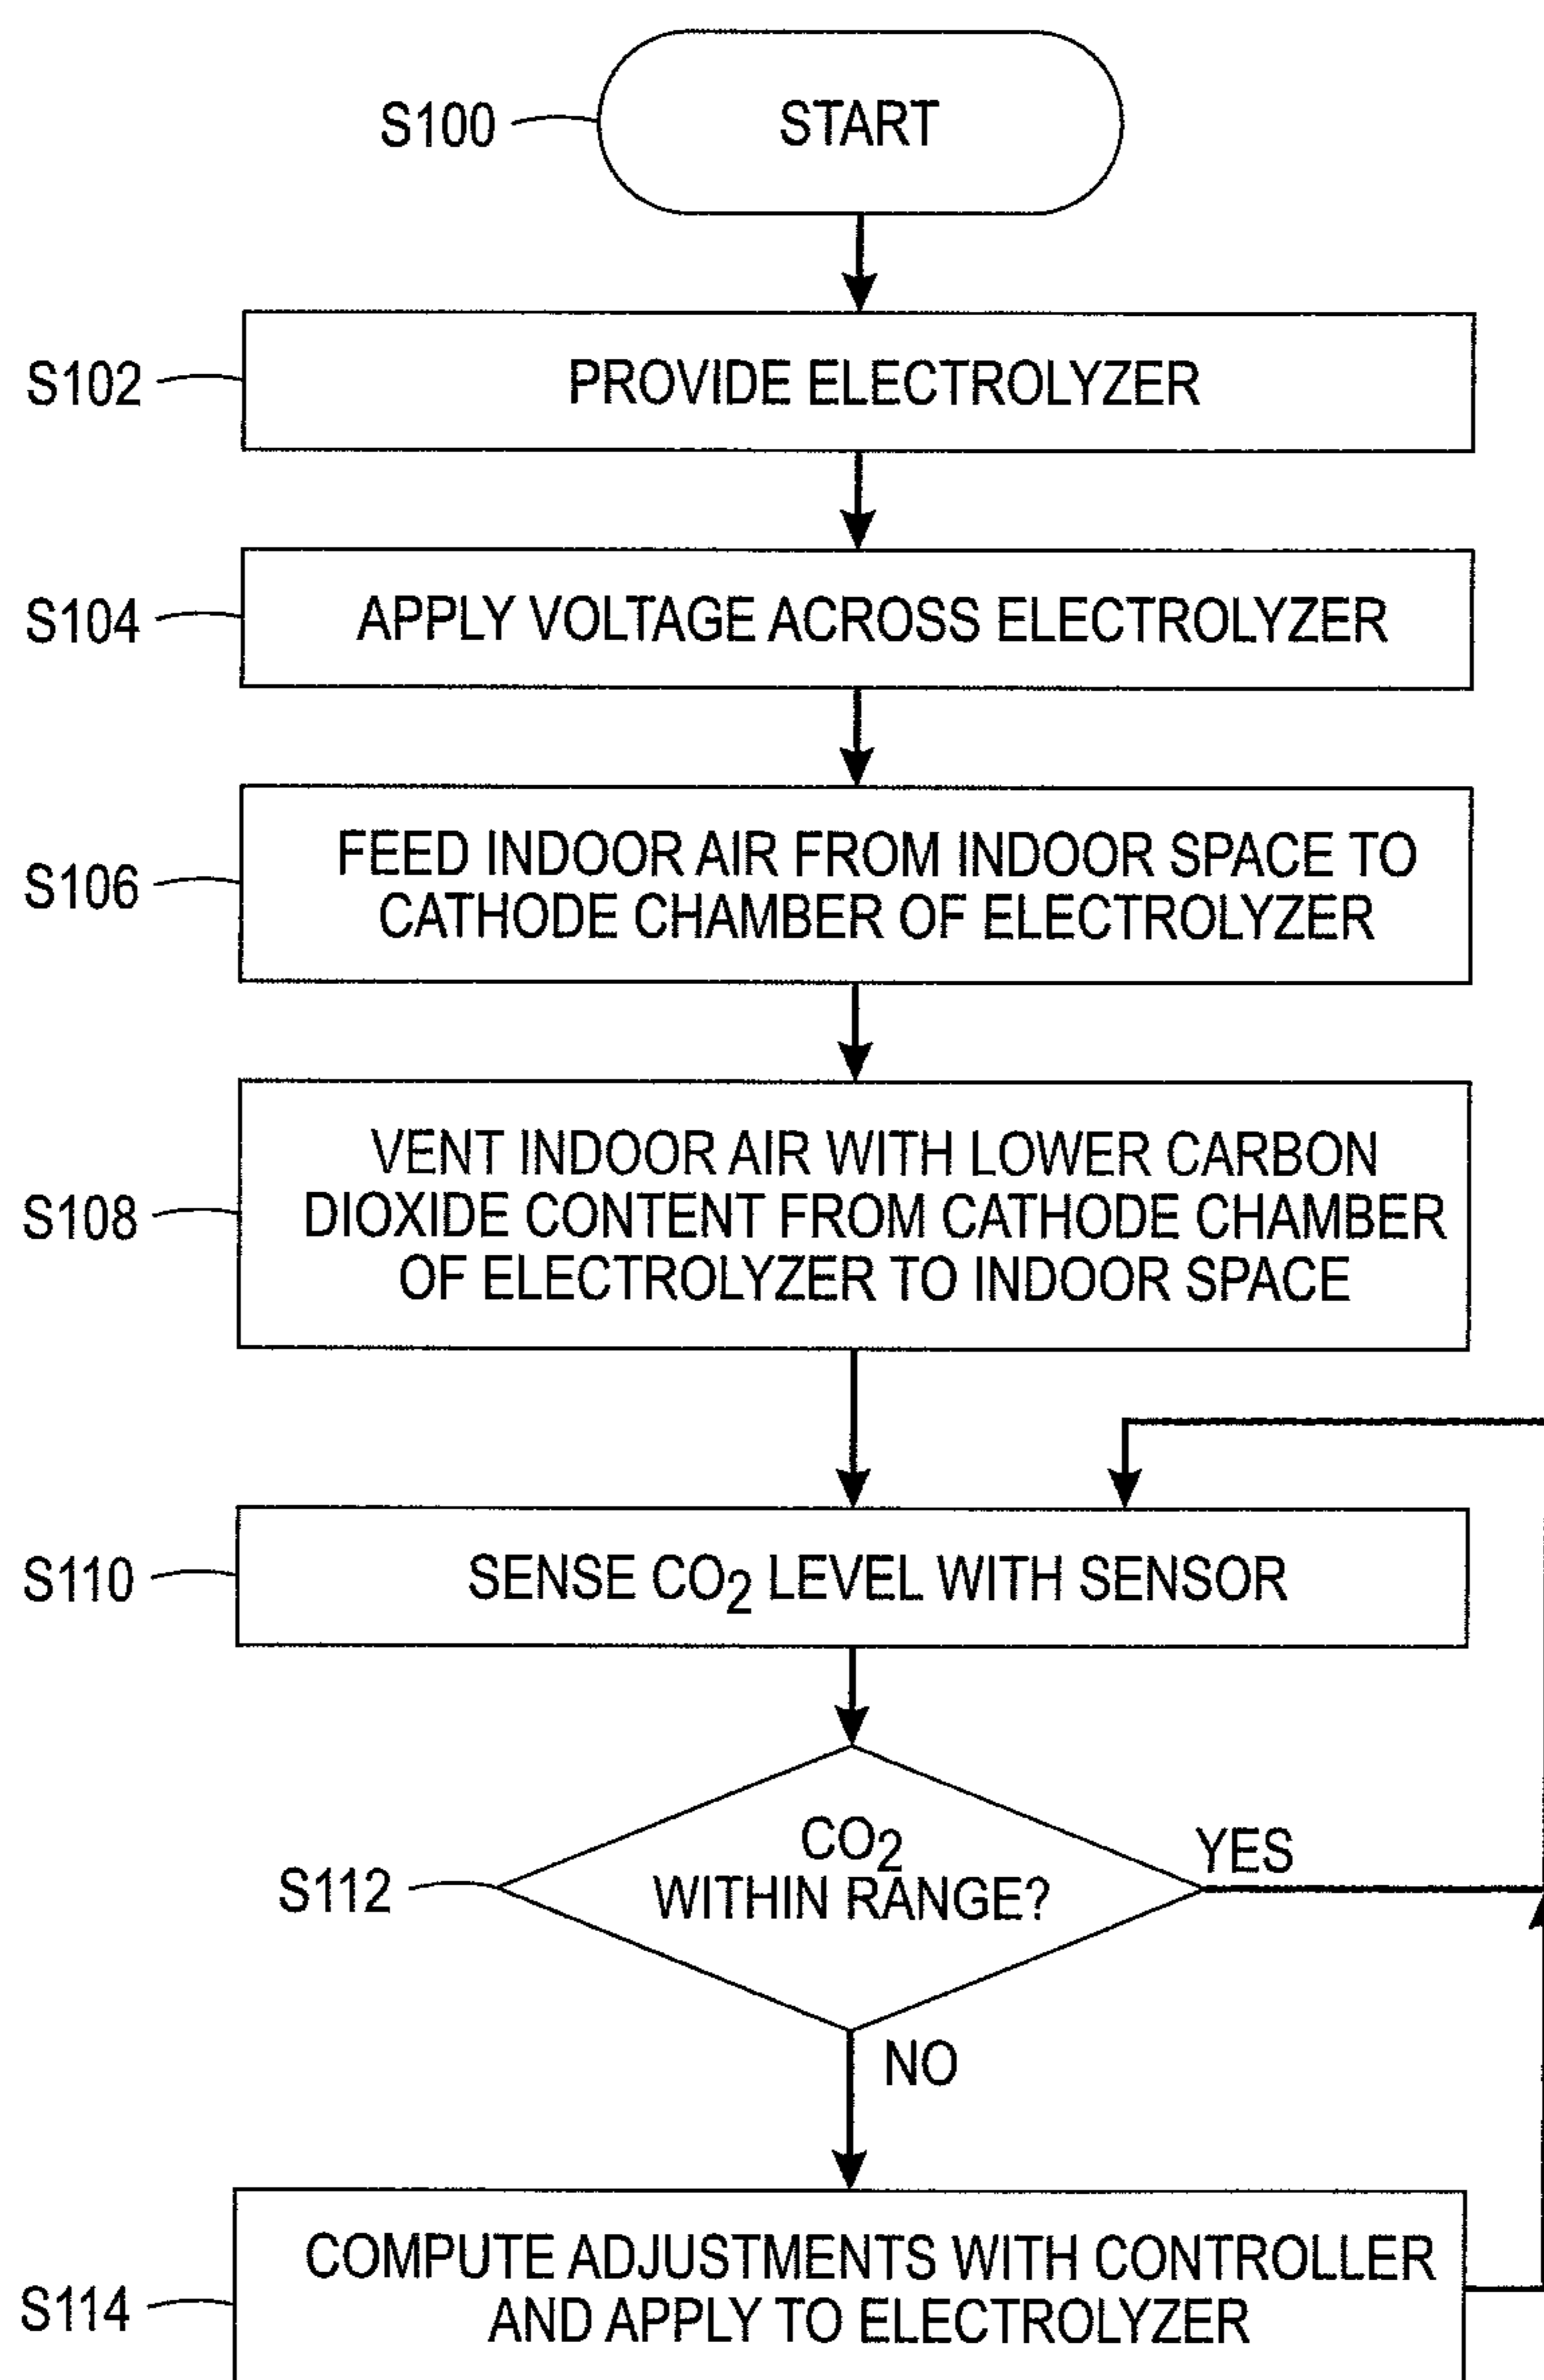 S100
START
S102
PROVIDE ELECTROLYZER
S104
APPLY VOLTAGE ACROSS ELECTROLYZER
S106
FEED INDOOR AIR FROM INDOOR SPACE TO
CATHODE CHAMBER OF ELECTROLYZER
S108
VENT INDOOR AIR WITH LOWER CARBON
DIOXIDE CONTENT FROM CATHODE CHAMBER
OF ELECTROLYZER TO INDOOR SPACE
S110
SENSE CO₂ LEVEL WITH SENSOR
S112
CO₂
WITHIN RANGE?
YES
NO
S114
COMPUTE ADJUSTMENTS WITH CONTROLLER
AND APPLY TO ELECTROLYZER